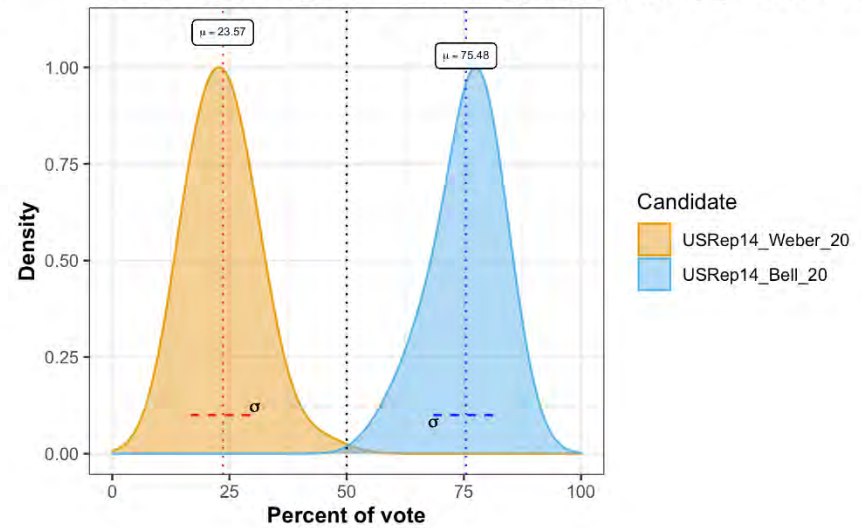 μ = 23.57
μ = 75.48
1.00
0.75
0.50
0.25
0.00
Density
σ
σ
0
25
50
75
100
Percent of vote
Candidate
USRep14_Weber_20
USRep14_Bell_20